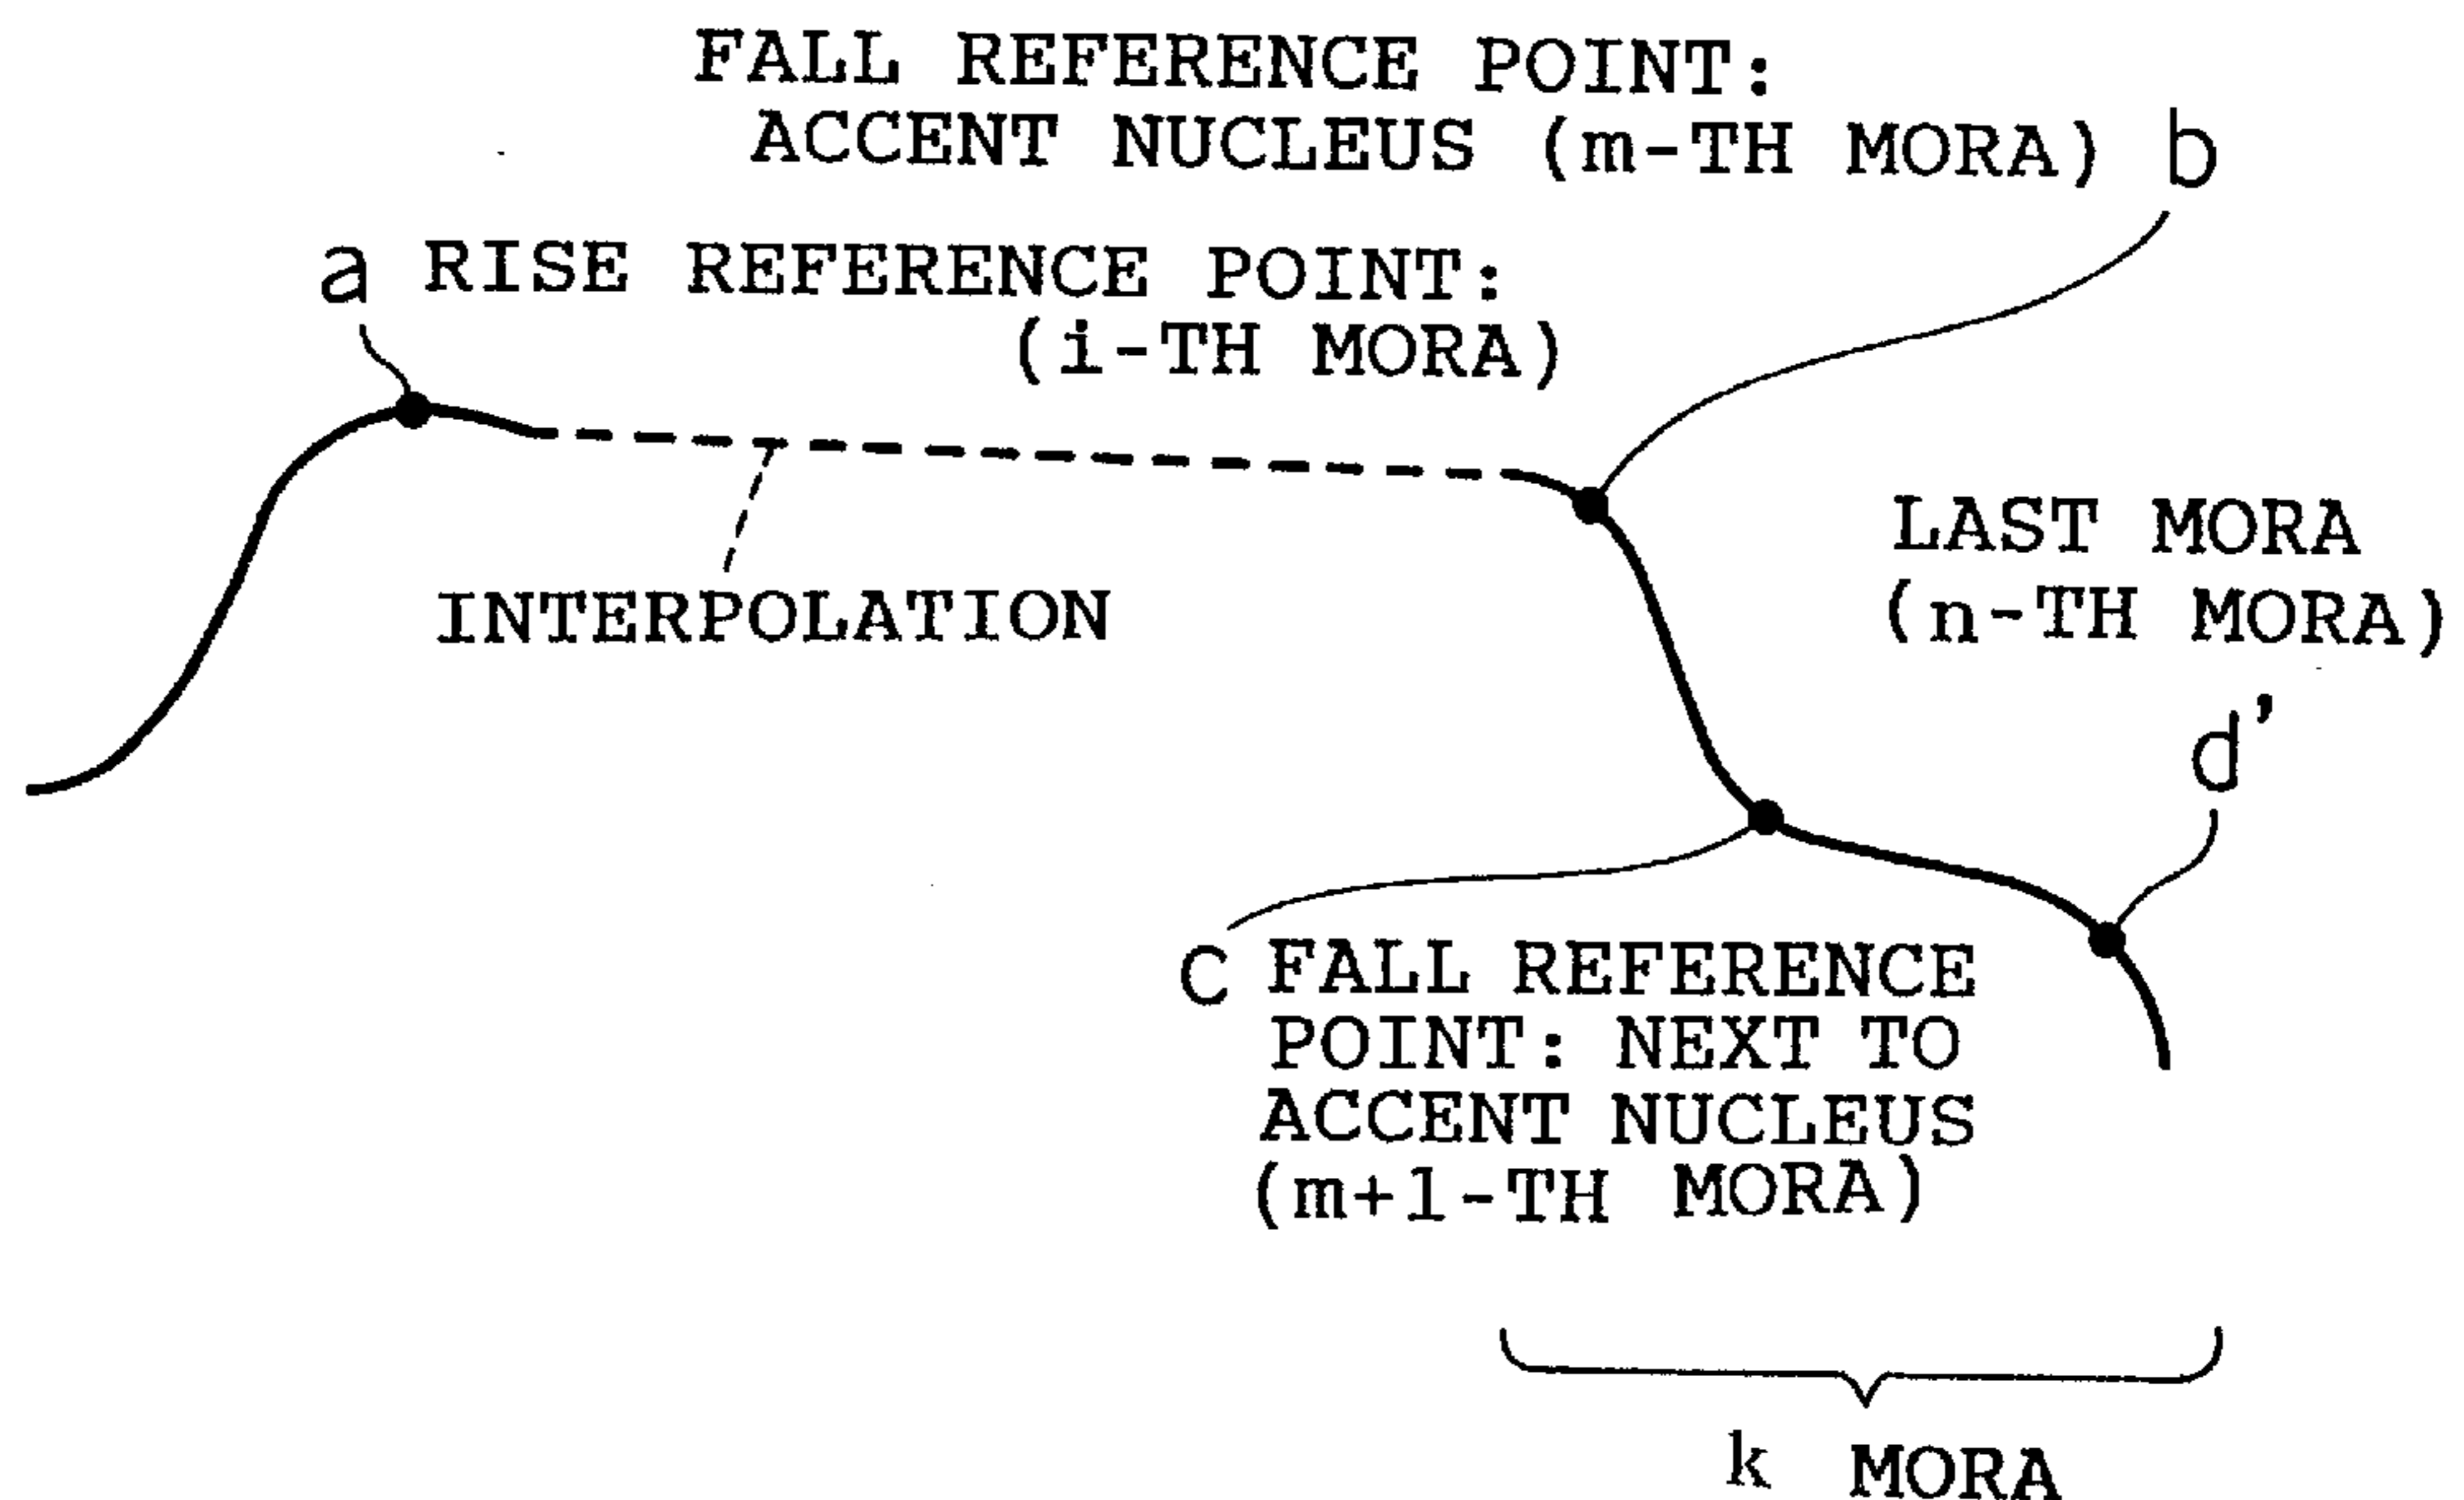 FALL REFERENCE POINT:
ACCENT NUCLEUS (m-TH MORA) b
a RISE REFERENCE POINT:
(i-TH MORA)
INTERPOLATION
LAST MORA
(n-TH MORA)
d'
c FALL REFERENCE
POINT: NEXT TO
ACCENT NUCLEUS
(m+1-TH MORA)
k MORA